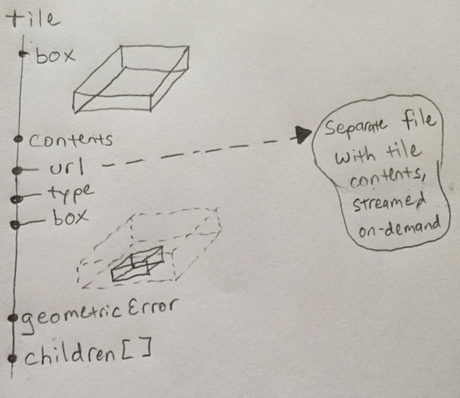 tile
box
contents
url
type
box
geometricError
children[]
Separate file
with tile
contents,
streamed
on-demand